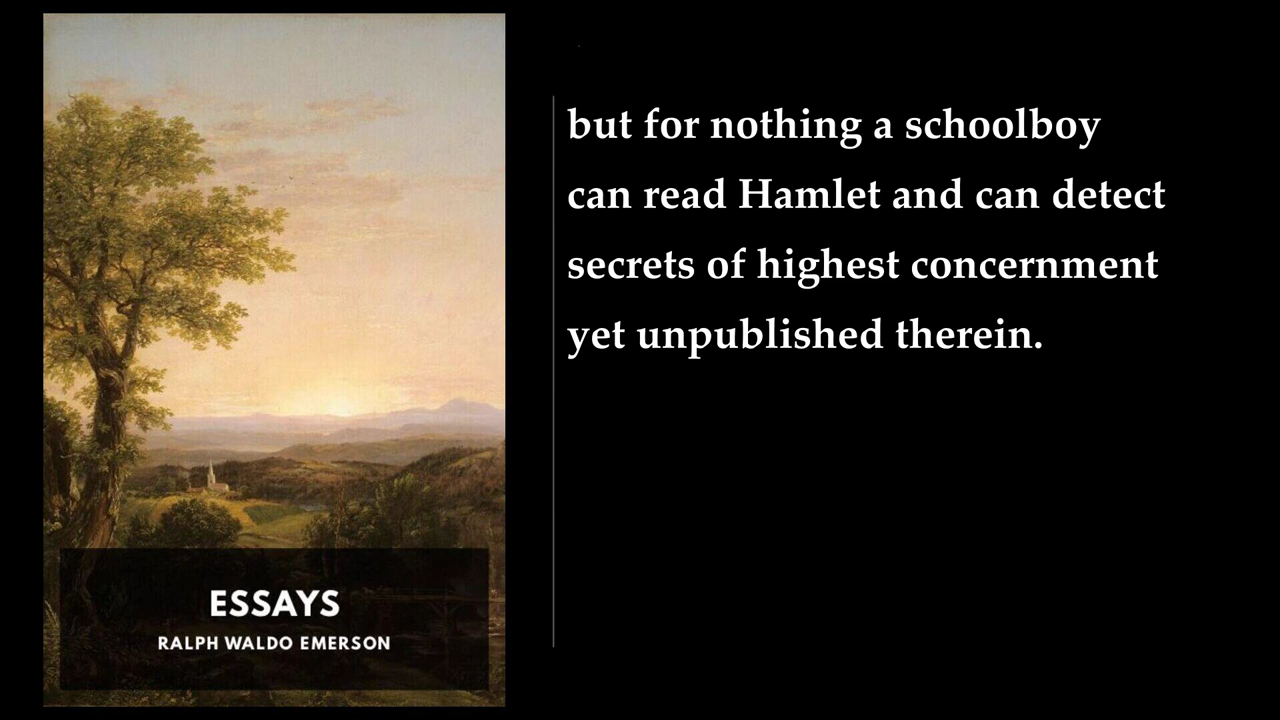 ESSAYS
RALPH WALDO EMERSON
but for nothing a schoolboy
can read Hamlet and can detect
secrets of highest concernment
yet unpublished therein.